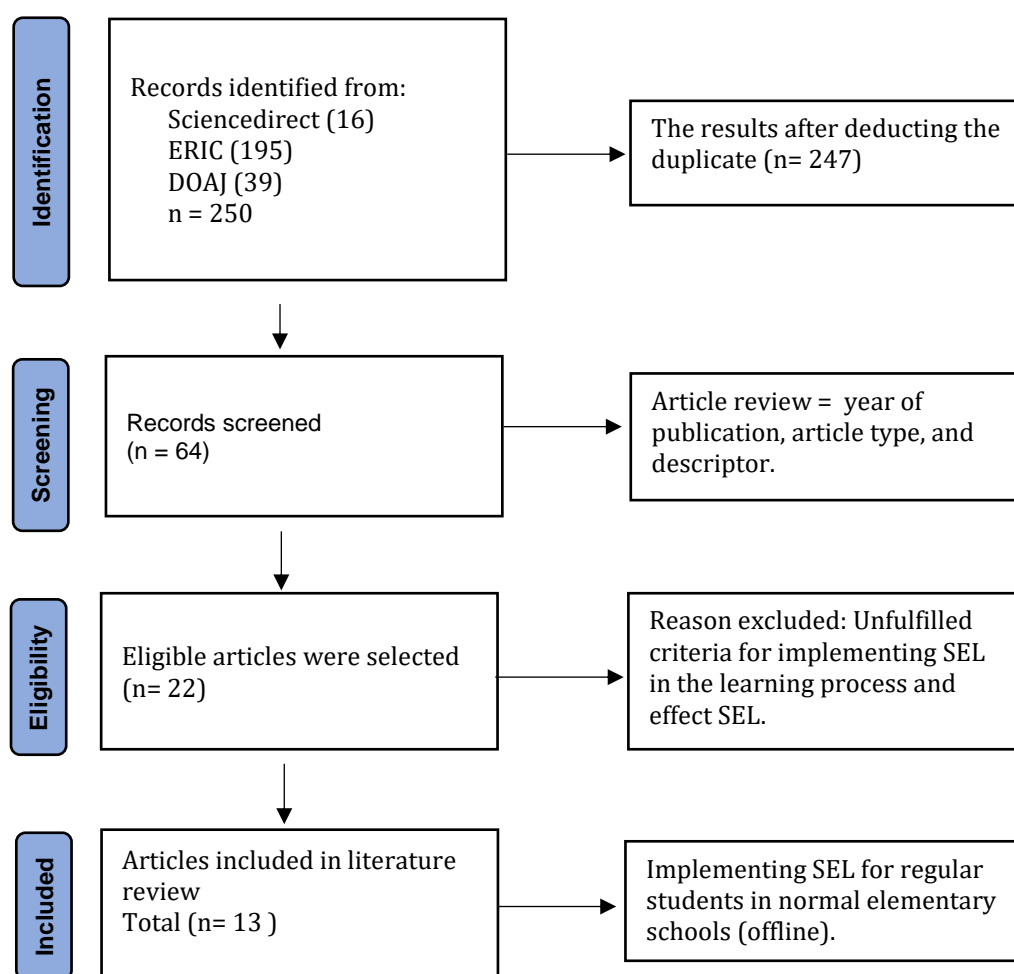 Identification
Records identified from:
Sciencedirect (16)
ERIC (195)
DOAJ (39)
n = 250
The results after deducting the
duplicate (n= 247)
Screening
Records screened
(n = 64)
Article review = year of
publication, article type, and
descriptor.
Eligibility
Eligible articles were selected
(n= 22)
Reason excluded: Unfulfilled
criteria for implementing SEL
in the learning process and
effect SEL.
Included
Articles included in literature
review
Total (n= 13 )
Implementing SEL for regular
students in normal elementary
schools (offline).